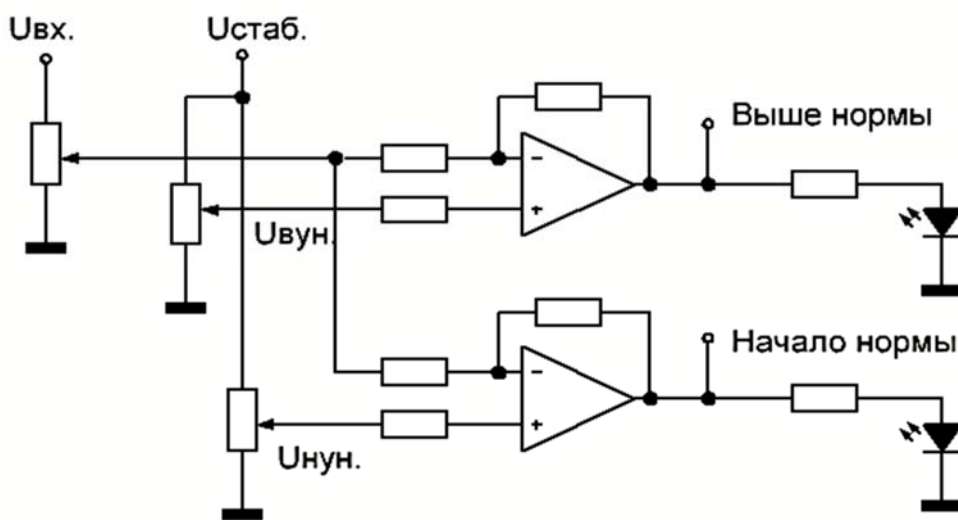 Uвх.
Uстаб.
Выше нормы
Uвун.
Начало нормы
Uнун.